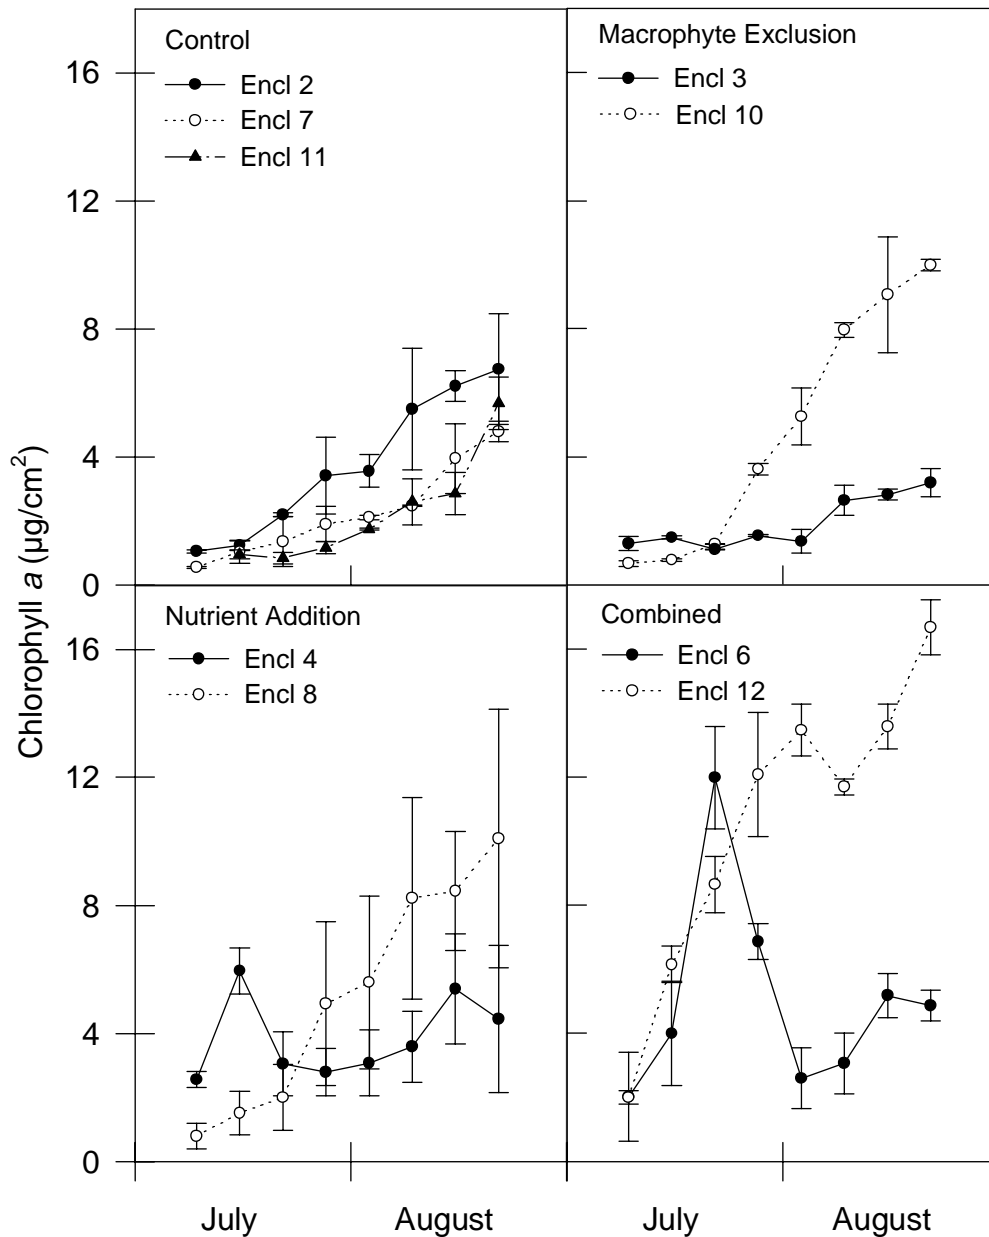 Control
Encl 2
Encl 7
Encl 11
Macrophyte Exclusion
Encl 3
Encl 10
16
12
8
4
0
Chlorophyll a (µg/cm²)
Nutrient Addition
Encl 4
Encl 8
Combined
Encl 6
Encl 12
16
12
8
4
0
July
August
July
August